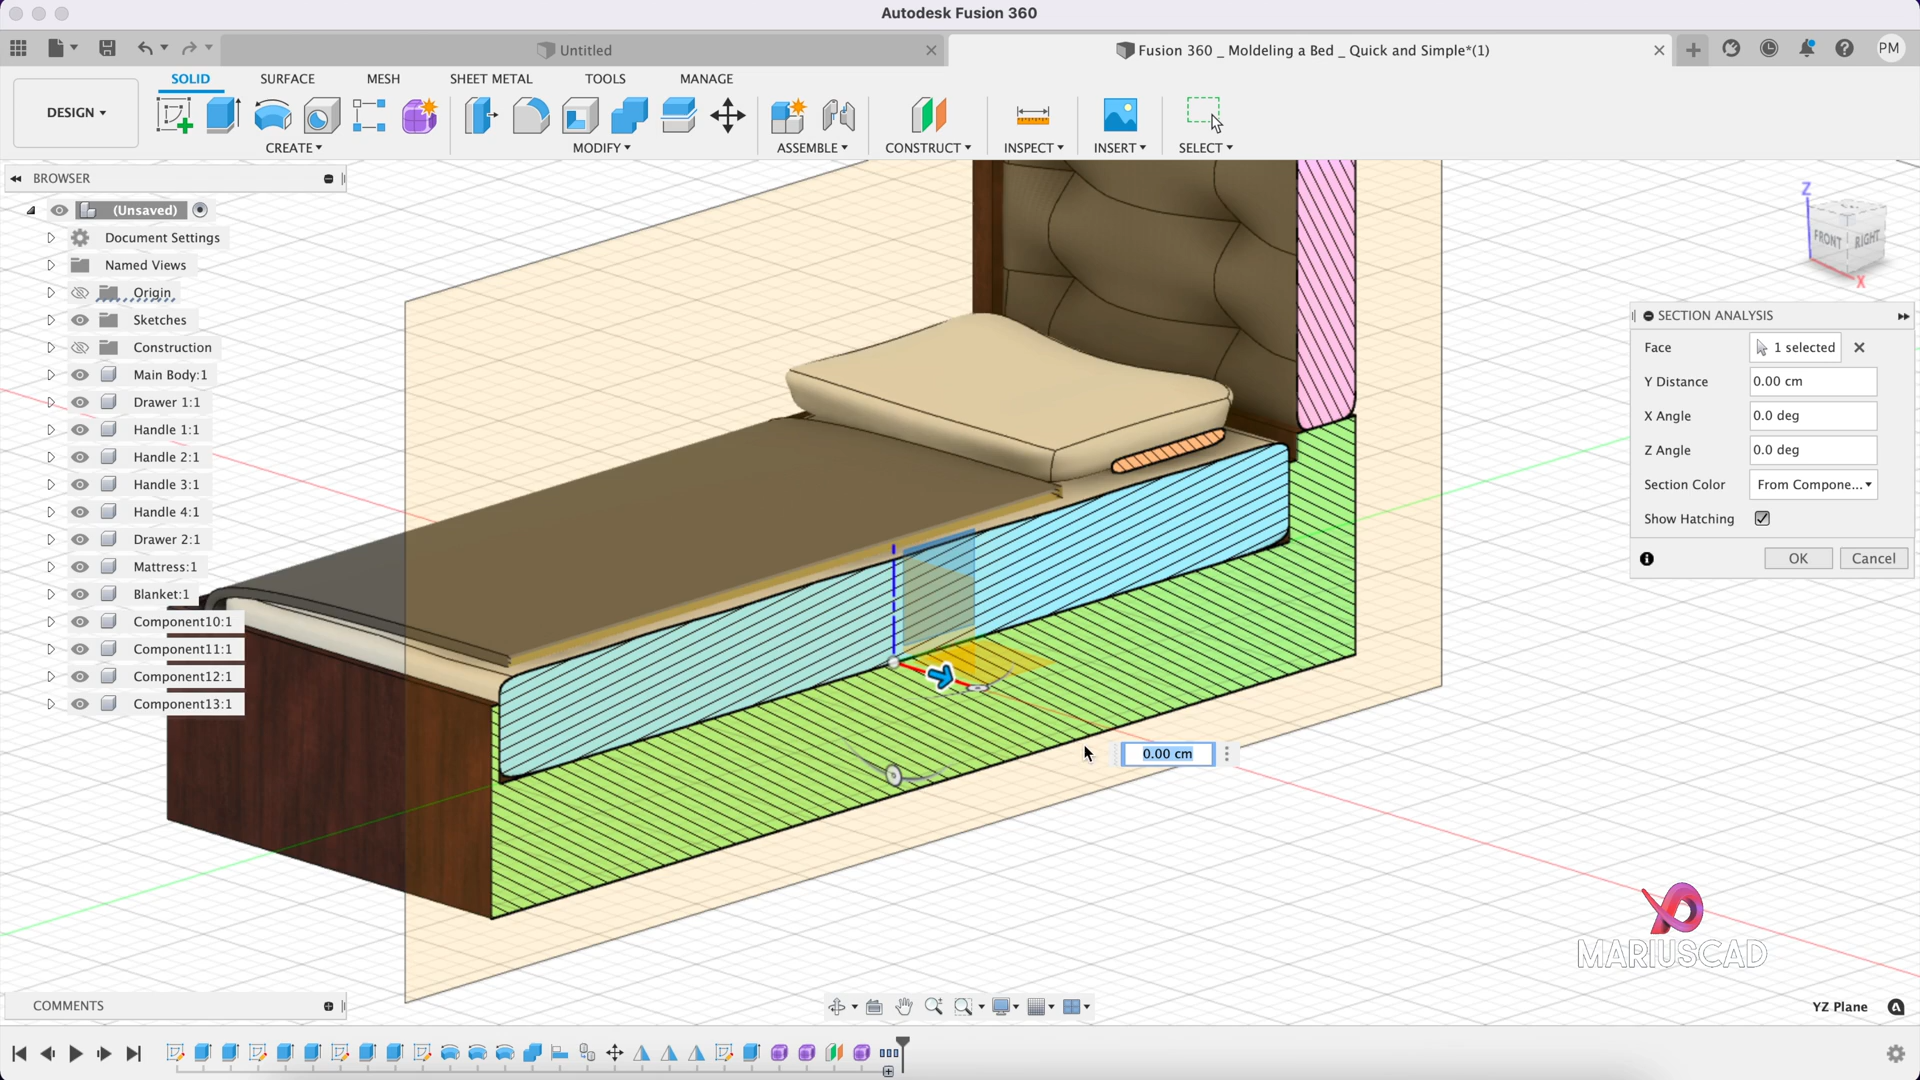 Autodesk Fusion 360
Untitled
Fusion 360 _ Moldeling a Bed _ Quick and Simple*(1)
PM
DESIGN
SOLID
SURFACE
MESH
SHEET METAL
TOOLS
MANAGE
CREATE
MODIFY
ASSEMBLE
CONSTRUCT
INSPECT
INSERT
SELECT
BROWSER
(Unsaved)
Document Settings
Named Views
Origin
Sketches
Construction
Main Body:1
Drawer 1:1
Handle 1:1
Handle 2:1
Handle 3:1
Handle 4:1
Drawer 2:1
Mattress:1
Blanket:1
Component10:1
Component11:1
Component12:1
Component13:1
Z
FRONT
RIGHT
X
SECTION ANALYSIS
Face
1 selected
Y Distance
0.00 cm
X Angle
0.0 deg
Z Angle
0.0 deg
Section Color
From Compone...
Show Hatching
OK
Cancel
0.00 cm
MARIUSCAD
COMMENTS
YZ Plane